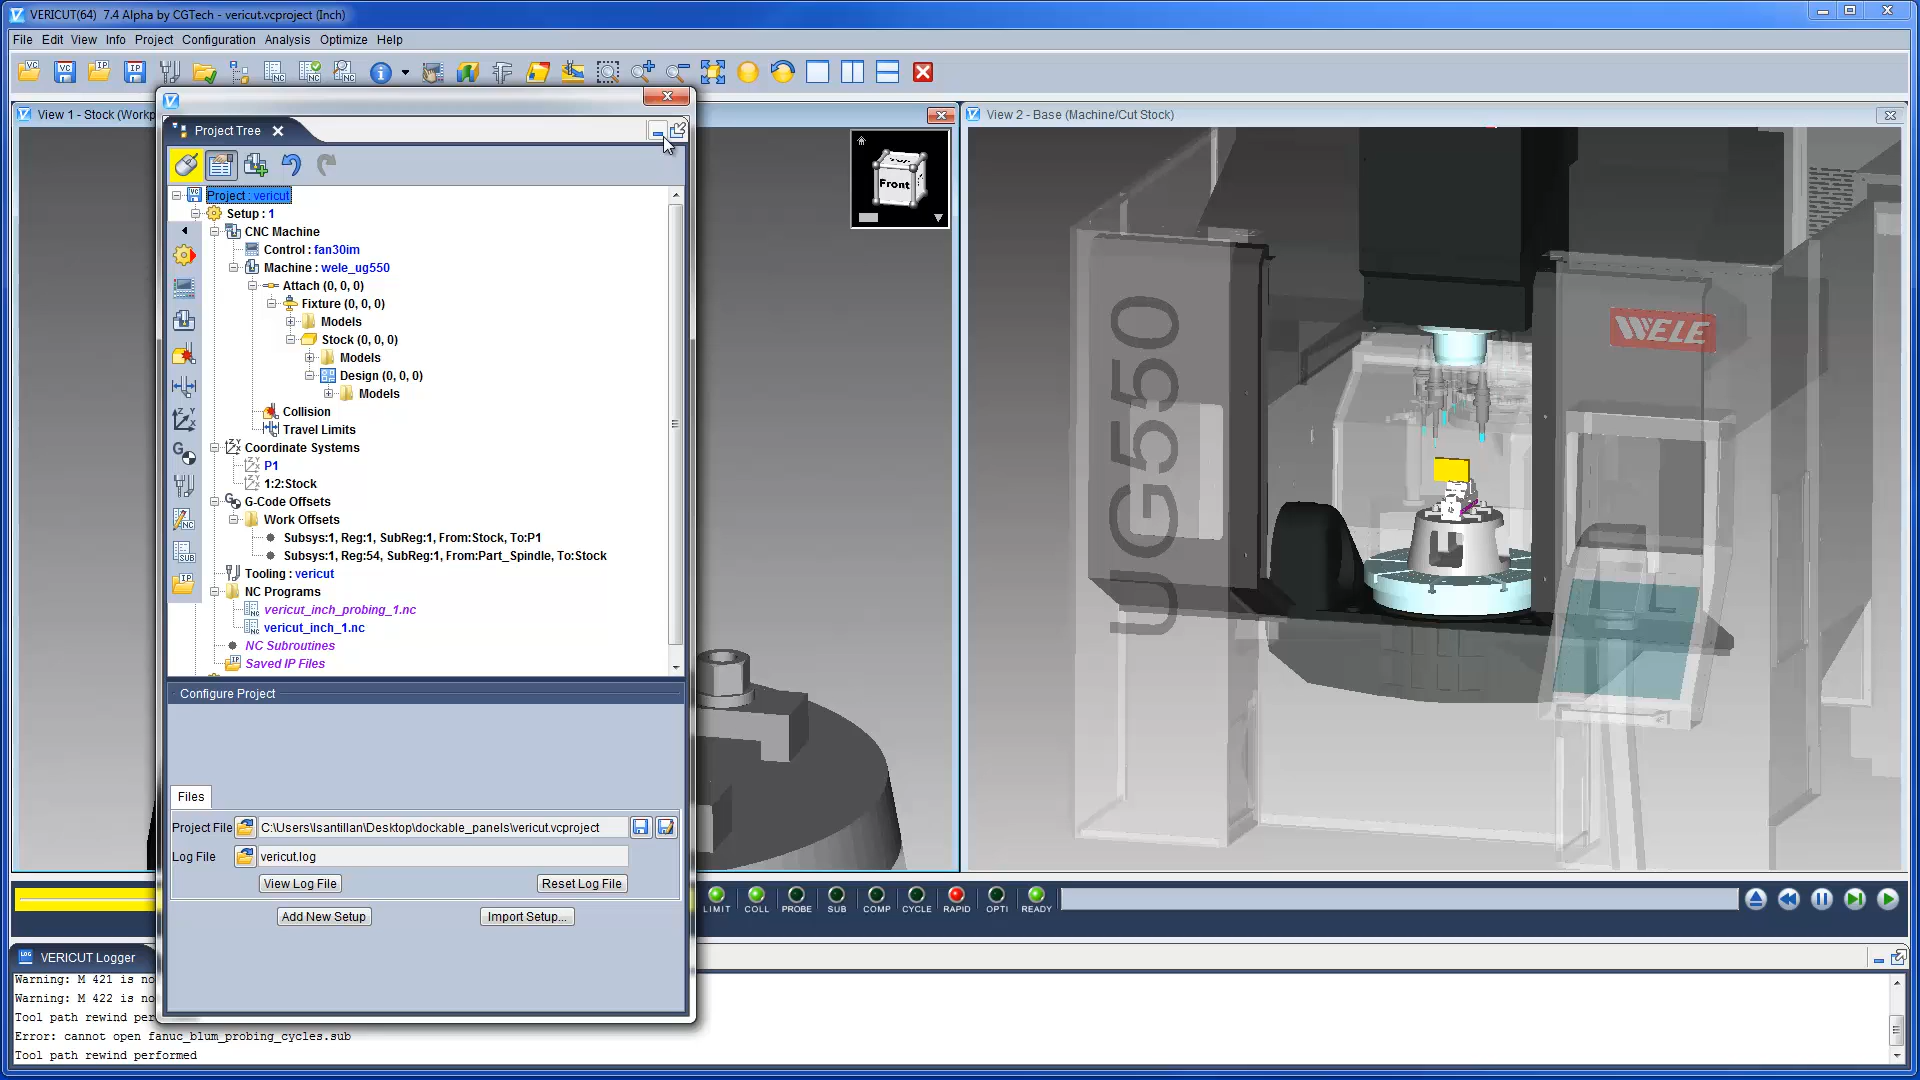 VERICUT(64) 7.4 Alpha by CGTech - vericut.vcproject (Inch)
File Edit View Info Project Configuration Analysis Optimize Help
View 1 - Stock (Workp
View 2 - Base (Machine/Cut Stock)
Project Tree
Front
Project : vericut
Setup : 1
CNC Machine
Control : fan30im
Machine : wele_ug550
Attach (0, 0, 0)
Fixture (0, 0, 0)
Models
Stock (0, 0, 0)
Models
Design (0, 0, 0)
Models
Collision
Travel Limits
Coordinate Systems
P1
1:2:Stock
G-Code Offsets
Work Offsets
Subsys:1, Reg:1, SubReg:1, From:Stock, To:P1
Subsys:1, Reg:54, SubReg:1, From:Part_Spindle, To:Stock
Tooling : vericut
NC Programs
vericut_inch_probing_1.nc
vericut_inch_1.nc
NC Subroutines
Saved IP Files
UG550
WELE
Configure Project
Files
Project File C:\Users\lsantillan\Desktop\dockable_panels\vericut.vcproject
Log File vericut.log
View Log File Reset Log File
Add New Setup Import Setup...
LIMIT COLL PROBE SUB COMP CYCLE RAPID OPTI READY
VERICUT Logger
Warning: M 421 is no
Warning: M 422 is no
Tool path rewind per
Error: cannot open fanuc_blum_probing_cycles.sub
Tool path rewind performed